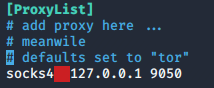 [ProxyList]
# add proxy here ...
# meanwile
# defaults set to "tor"
socks4  127.0.0.1 9050